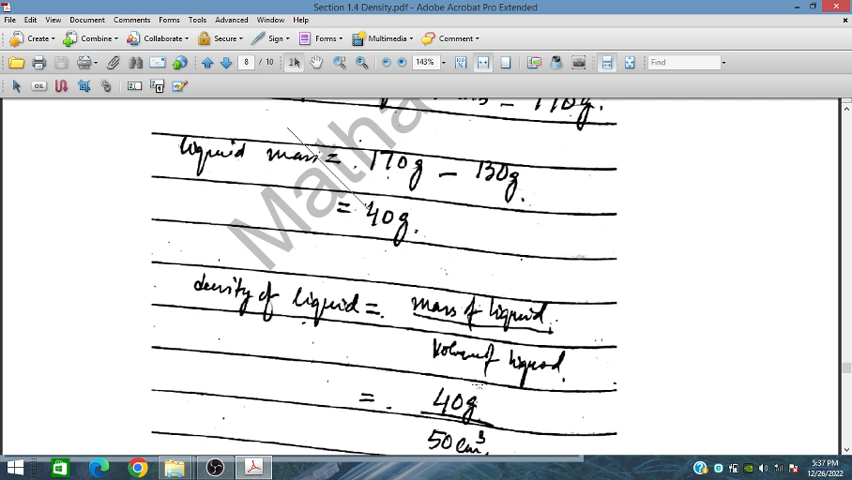 Section 1.4 Density.pdf - Adobe Acrobat Pro Extended
File Edit View Document Comments Forms Tools Advanced Window Help
Create Combine Collaborate Secure Sign Forms Multimedia Comment
8 / 10 143% Find
= 170g.
liquid mass = 170g - 130g.
= 40g.
density of liquid = mass of liquid.
Volume of liquid.
= 40g
50cm³.
Matha
5:37 PM
12/26/2022